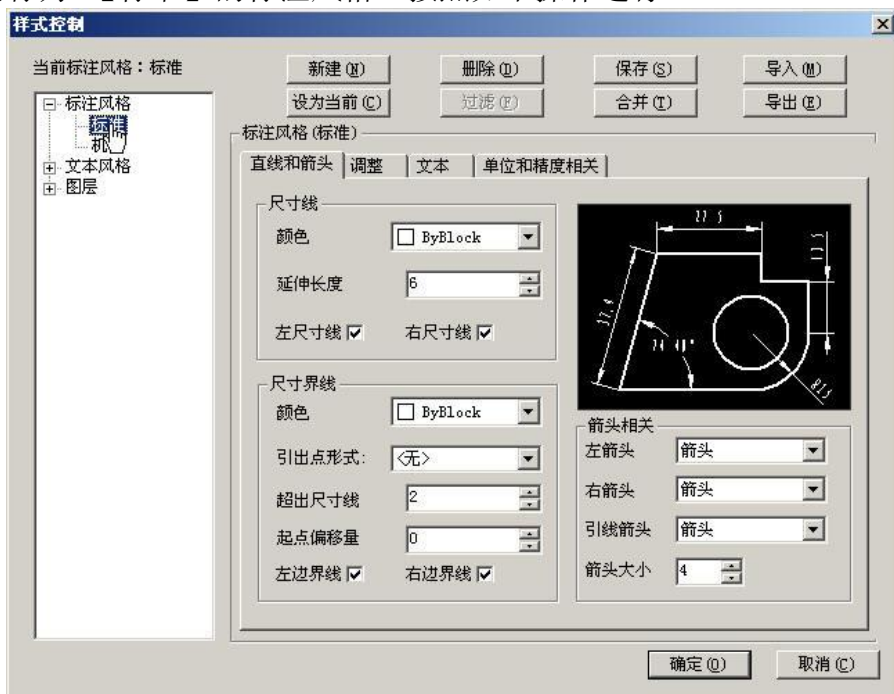 样式控制
当前标注风格：标准
新建(N) 删除(D) 保存(S) 导入(M)
设为当前(C) 过滤(F) 合并(T) 导出(E)
标注风格
标准
机
文本风格
图层
标注风格(标准)
直线和箭头 调整 文本 单位和精度相关
尺寸线
颜色 ByBlock
延伸长度 6
左尺寸线 右尺寸线
尺寸界线
颜色 ByBlock
引出点形式: <无>
超出尺寸线 2
起点偏移量 0
左边界线 右边界线
箭头相关
左箭头 箭头
右箭头 箭头
引线箭头 箭头
箭头大小 4
确定(O) 取消(C)